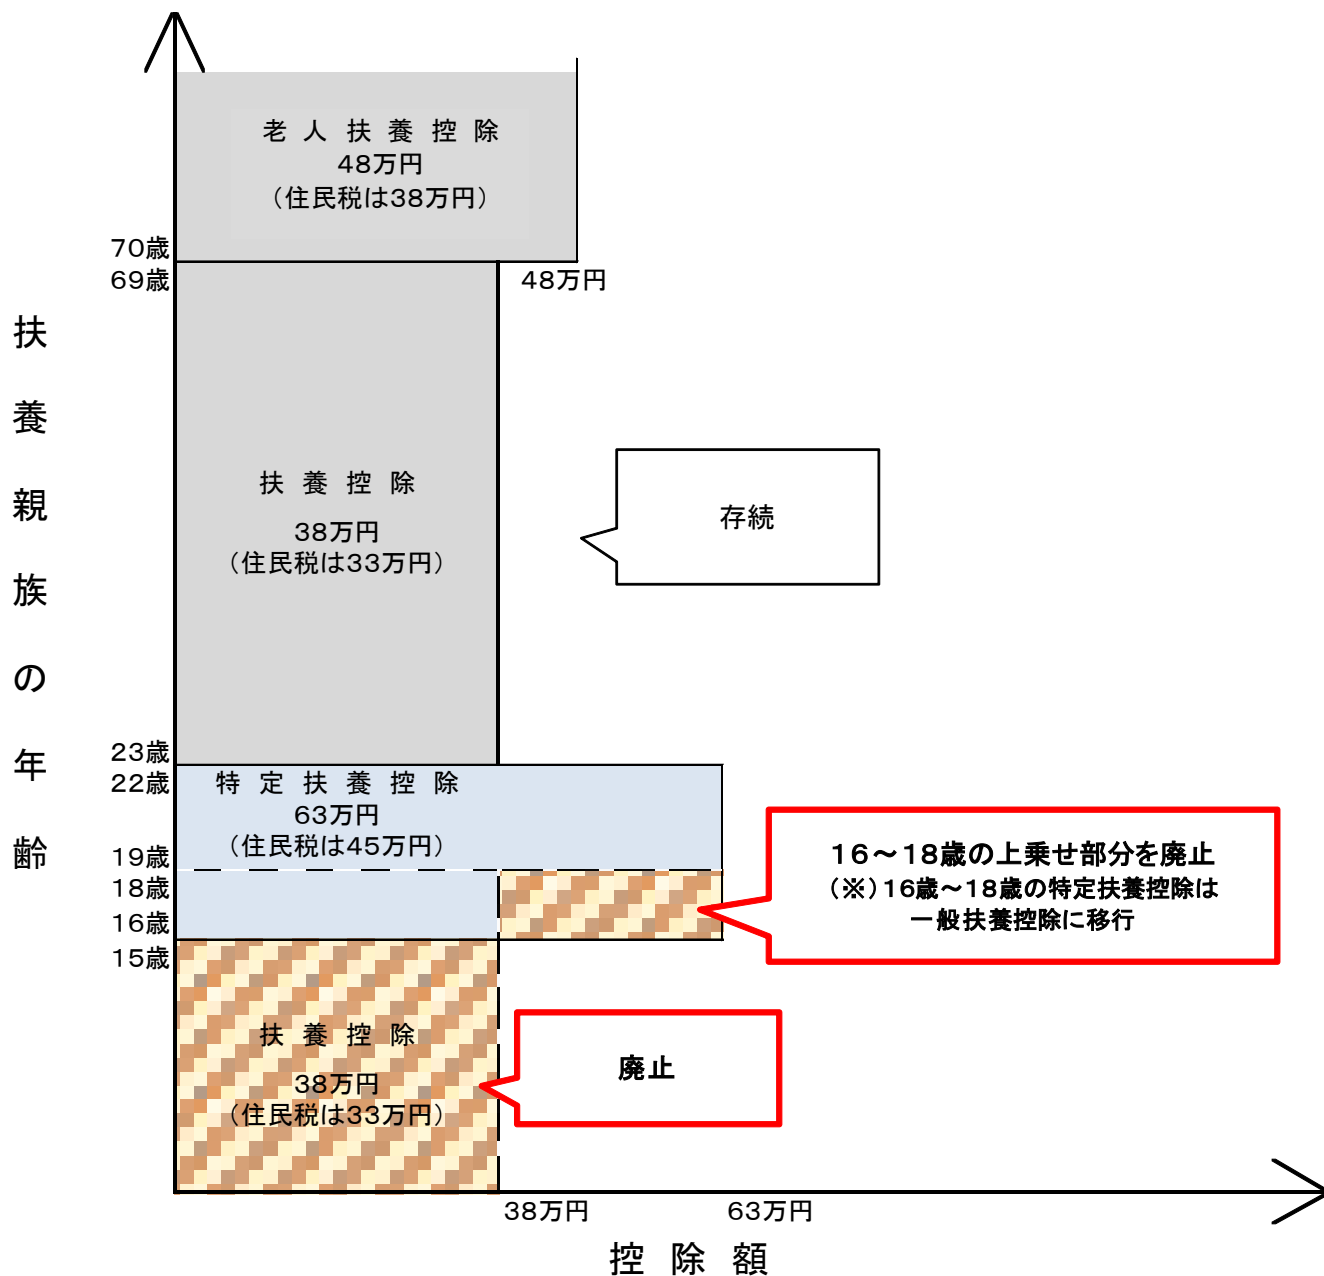 老人扶養控除
48万円
（住民税は38万円）
70歳
69歳
48万円
扶養親族の年齢
扶養控除
38万円
（住民税は33万円）
存続
23歳
22歳
特定扶養控除
63万円
（住民税は45万円）
19歳
18歳
16歳
15歳
16～18歳の上乗せ部分を廃止
（※）16歳～18歳の特定扶養控除は
一般扶養控除に移行
扶養控除
38万円
（住民税は33万円）
廃止
38万円
63万円
控除額